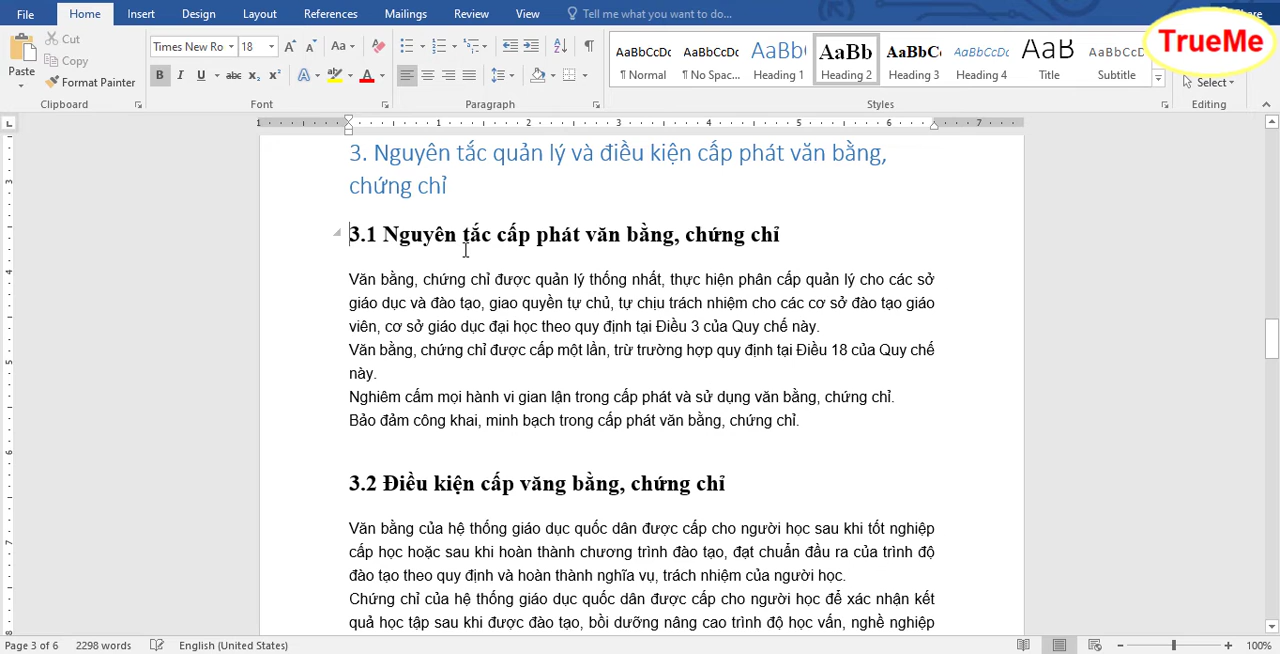 File Home Insert Design Layout References Mailings Review View Tell me what you want to do...
TrueMe
Cut
Copy
Format Painter
Paste
Times New Ro 18
AaBbCcDc AaBbCcDc AaBbC AaBb AaBbC AaBbCcDc AaB AaBbCcD
¶ Normal ¶ No Spac... Heading 1 Heading 2 Heading 3 Heading 4 Title Subtitle
Select
Clipboard Font Paragraph Styles Editing
1 1 2 3 4 5 6 7
3. Nguyên tắc quản lý và điều kiện cấp phát văn bằng,
chứng chỉ
3.1 Nguyên tắc cấp phát văn bằng, chứng chỉ
Văn bằng, chứng chỉ được quản lý thống nhất, thực hiện phân cấp quản lý cho các sở
giáo dục và đào tạo, giao quyền tự chủ, tự chịu trách nhiệm cho các cơ sở đào tạo giáo
viên, cơ sở giáo dục đại học theo quy định tại Điều 3 của Quy chế này.
Văn bằng, chứng chỉ được cấp một lần, trừ trường hợp quy định tại Điều 18 của Quy chế
này.
Nghiêm cấm mọi hành vi gian lận trong cấp phát và sử dụng văn bằng, chứng chỉ.
Bảo đảm công khai, minh bạch trong cấp phát văn bằng, chứng chỉ.
3.2 Điều kiện cấp văng bằng, chứng chỉ
Văn bằng của hệ thống giáo dục quốc dân được cấp cho người học sau khi tốt nghiệp
cấp học hoặc sau khi hoàn thành chương trình đào tạo, đạt chuẩn đầu ra của trình độ
đào tạo theo quy định và hoàn thành nghĩa vụ, trách nhiệm của người học.
Chứng chỉ của hệ thống giáo dục quốc dân được cấp cho người học để xác nhận kết
quả học tập sau khi được đào tạo, bồi dưỡng nâng cao trình độ học vấn, nghề nghiệp
Page 3 of 6 2298 words English (United States) 100%